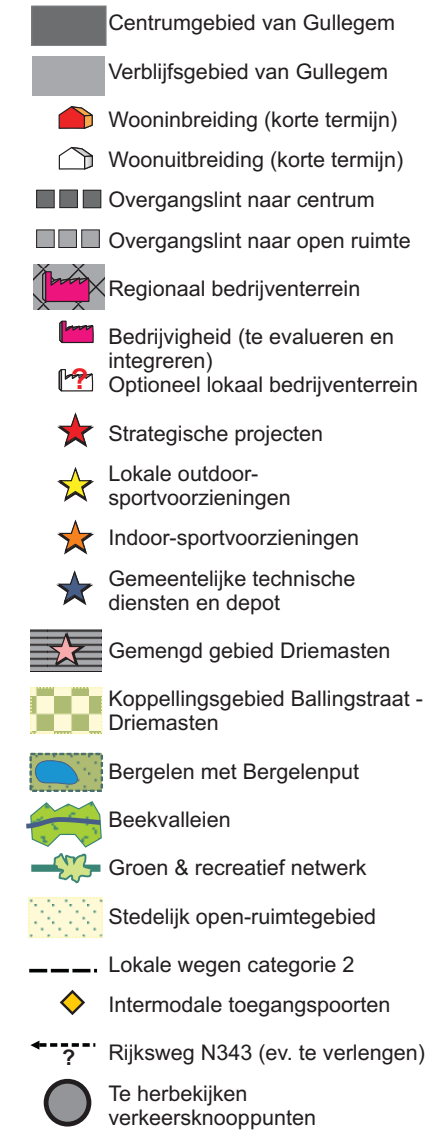 Centrumgebied van Gullegem
Verblijfsgebied van Gullegem
Wooninbreiding (korte termijn)
Woonuitbreiding (korte termijn)
Overgangslint naar centrum
Overgangslint naar open ruimte
Regionaal bedrijventerrein
Bedrijvigheid (te evalueren en
integreren)
?
Optioneel lokaal bedrijventerrein
Strategische projecten
Lokale outdoor-
sportvoorzieningen
Indoor-sportvoorzieningen
Gemeentelijke technische
diensten en depot
Gemengd gebied Driemasten
Koppellingsgebied Ballingstraat -
Driemasten
Bergelen met Bergelenput
Beekvalleien
Groen & recreatief netwerk
Stedelijk open-ruimtegebied
Lokale wegen categorie 2
Intermodale toegangspoorten
? Rijksweg N343 (ev. te verlengen)
Te herbekijken
verkeersknooppunten